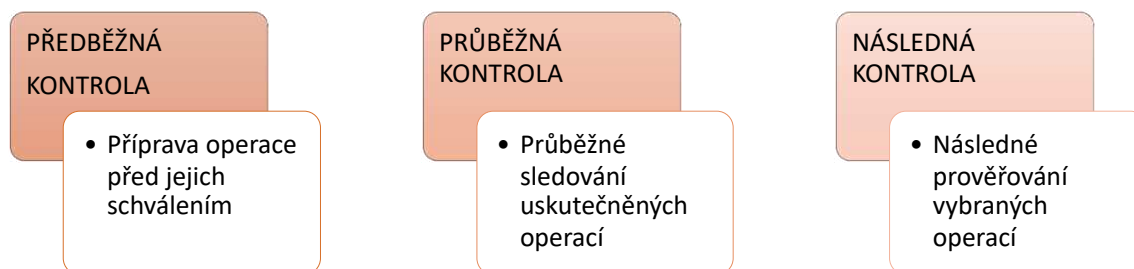 PŘEDBĚŽNÁ
KONTROLA
• Příprava operace
před jejich
schválením
PRŮBĚŽNÁ
KONTROLA
• Průběžné
sledování
uskutečněných
operací
NÁSLEDNÁ
KONTROLA
• Následné
prověřování
vybraných
operací